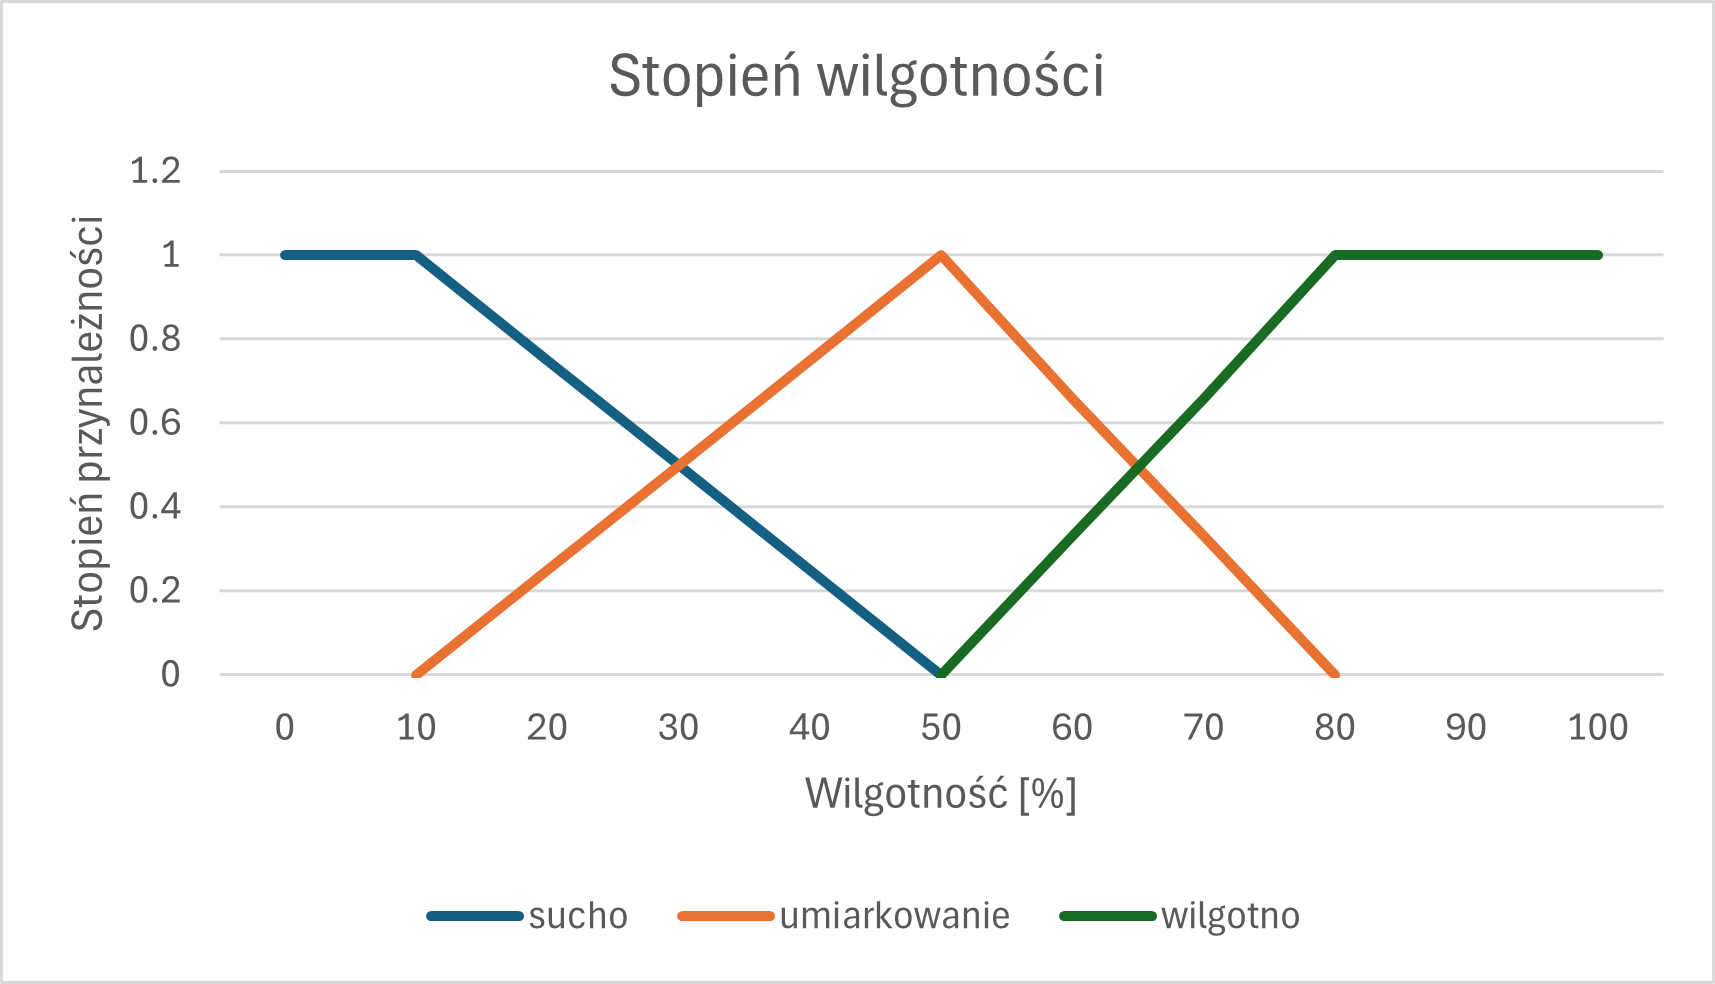 Stopień wilgotności
1.2
1
0.8
0.6
0.4
0.2
0
Stopień przynależności
0 10 20 30 40 50 60 70 80 90 100
Wilgotność [%]
sucho umiarkowanie wilgotno